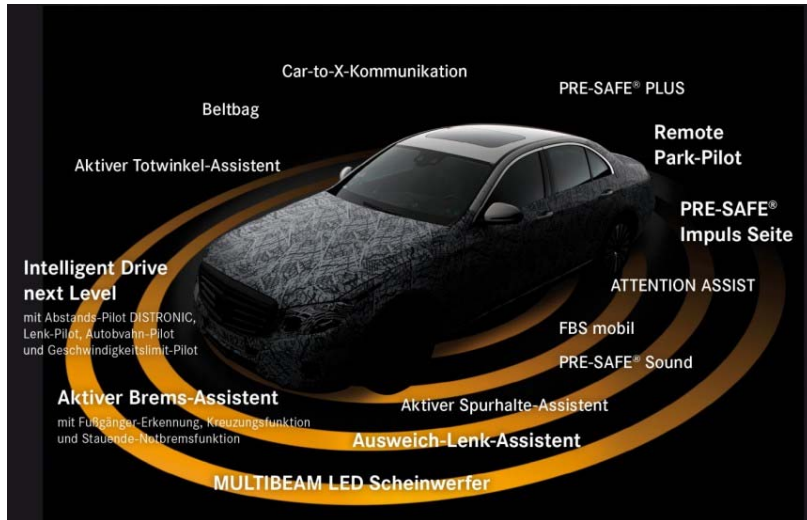 Car-to-X-Kommunikation
PRE-SAFE® PLUS
Beltbag
Remote
Park-Pilot
Aktiver Totwinkel-Assistent
PRE-SAFE®
Impuls Seite
Intelligent Drive
next Level
mit Abstands-Pilot DISTRONIC,
Lenk-Pilot, Autobvahn-Pilot
und Geschwindigkeitslimit-Pilot
ATTENTION ASSIST
FBS mobil
PRE-SAFE® Sound
Aktiver Brems-Assistent
mit Fußgänger-Erkennung, Kreuzungsfunktion
und Stauende-Notbremsfunktion
Aktiver Spurhalte-Assistent
Ausweich-Lenk-Assistent
MULTIBEAM LED Scheinwerfer